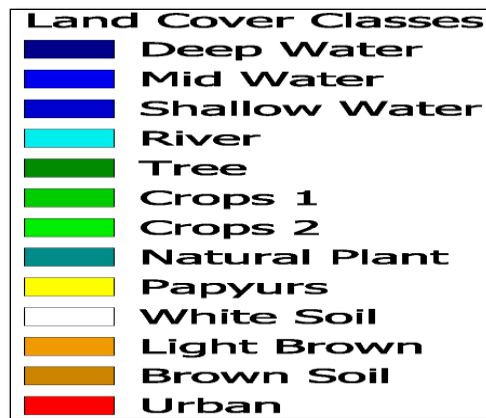 Land Cover Classes
Deep Water
Mid Water
Shallow Water
River
Tree
Crops 1
Crops 2
Natural Plant
Papyurs
White Soil
Light Brown
Brown Soil
Urban